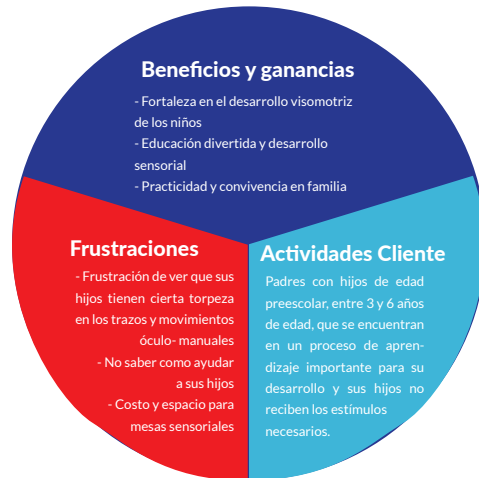 Beneficios y ganancias
- Fortaleza en el desarrollo visomotriz
de los niños
- Educación divertida y desarrollo
sensorial
- Practicidad y convivencia en familia
Frustraciones
- Frustración de ver que sus
hijos tienen cierta torpeza
en los trazos y movimientos
óculo- manuales
- No saber como ayudar
a sus hijos
- Costo y espacio para
mesas sensoriales
Actividades Cliente
Padres con hijos de edad
preescolar, entre 3 y 6 años
de edad, que se encuentran
en un proceso de apren-
dizaje importante para su
desarrollo y sus hijos no
reciben los estímulos
necesarios.